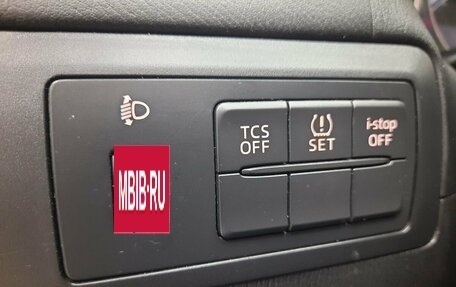 TCS
OFF
(!)
SET
i-stop
OFF
MBIB.RU